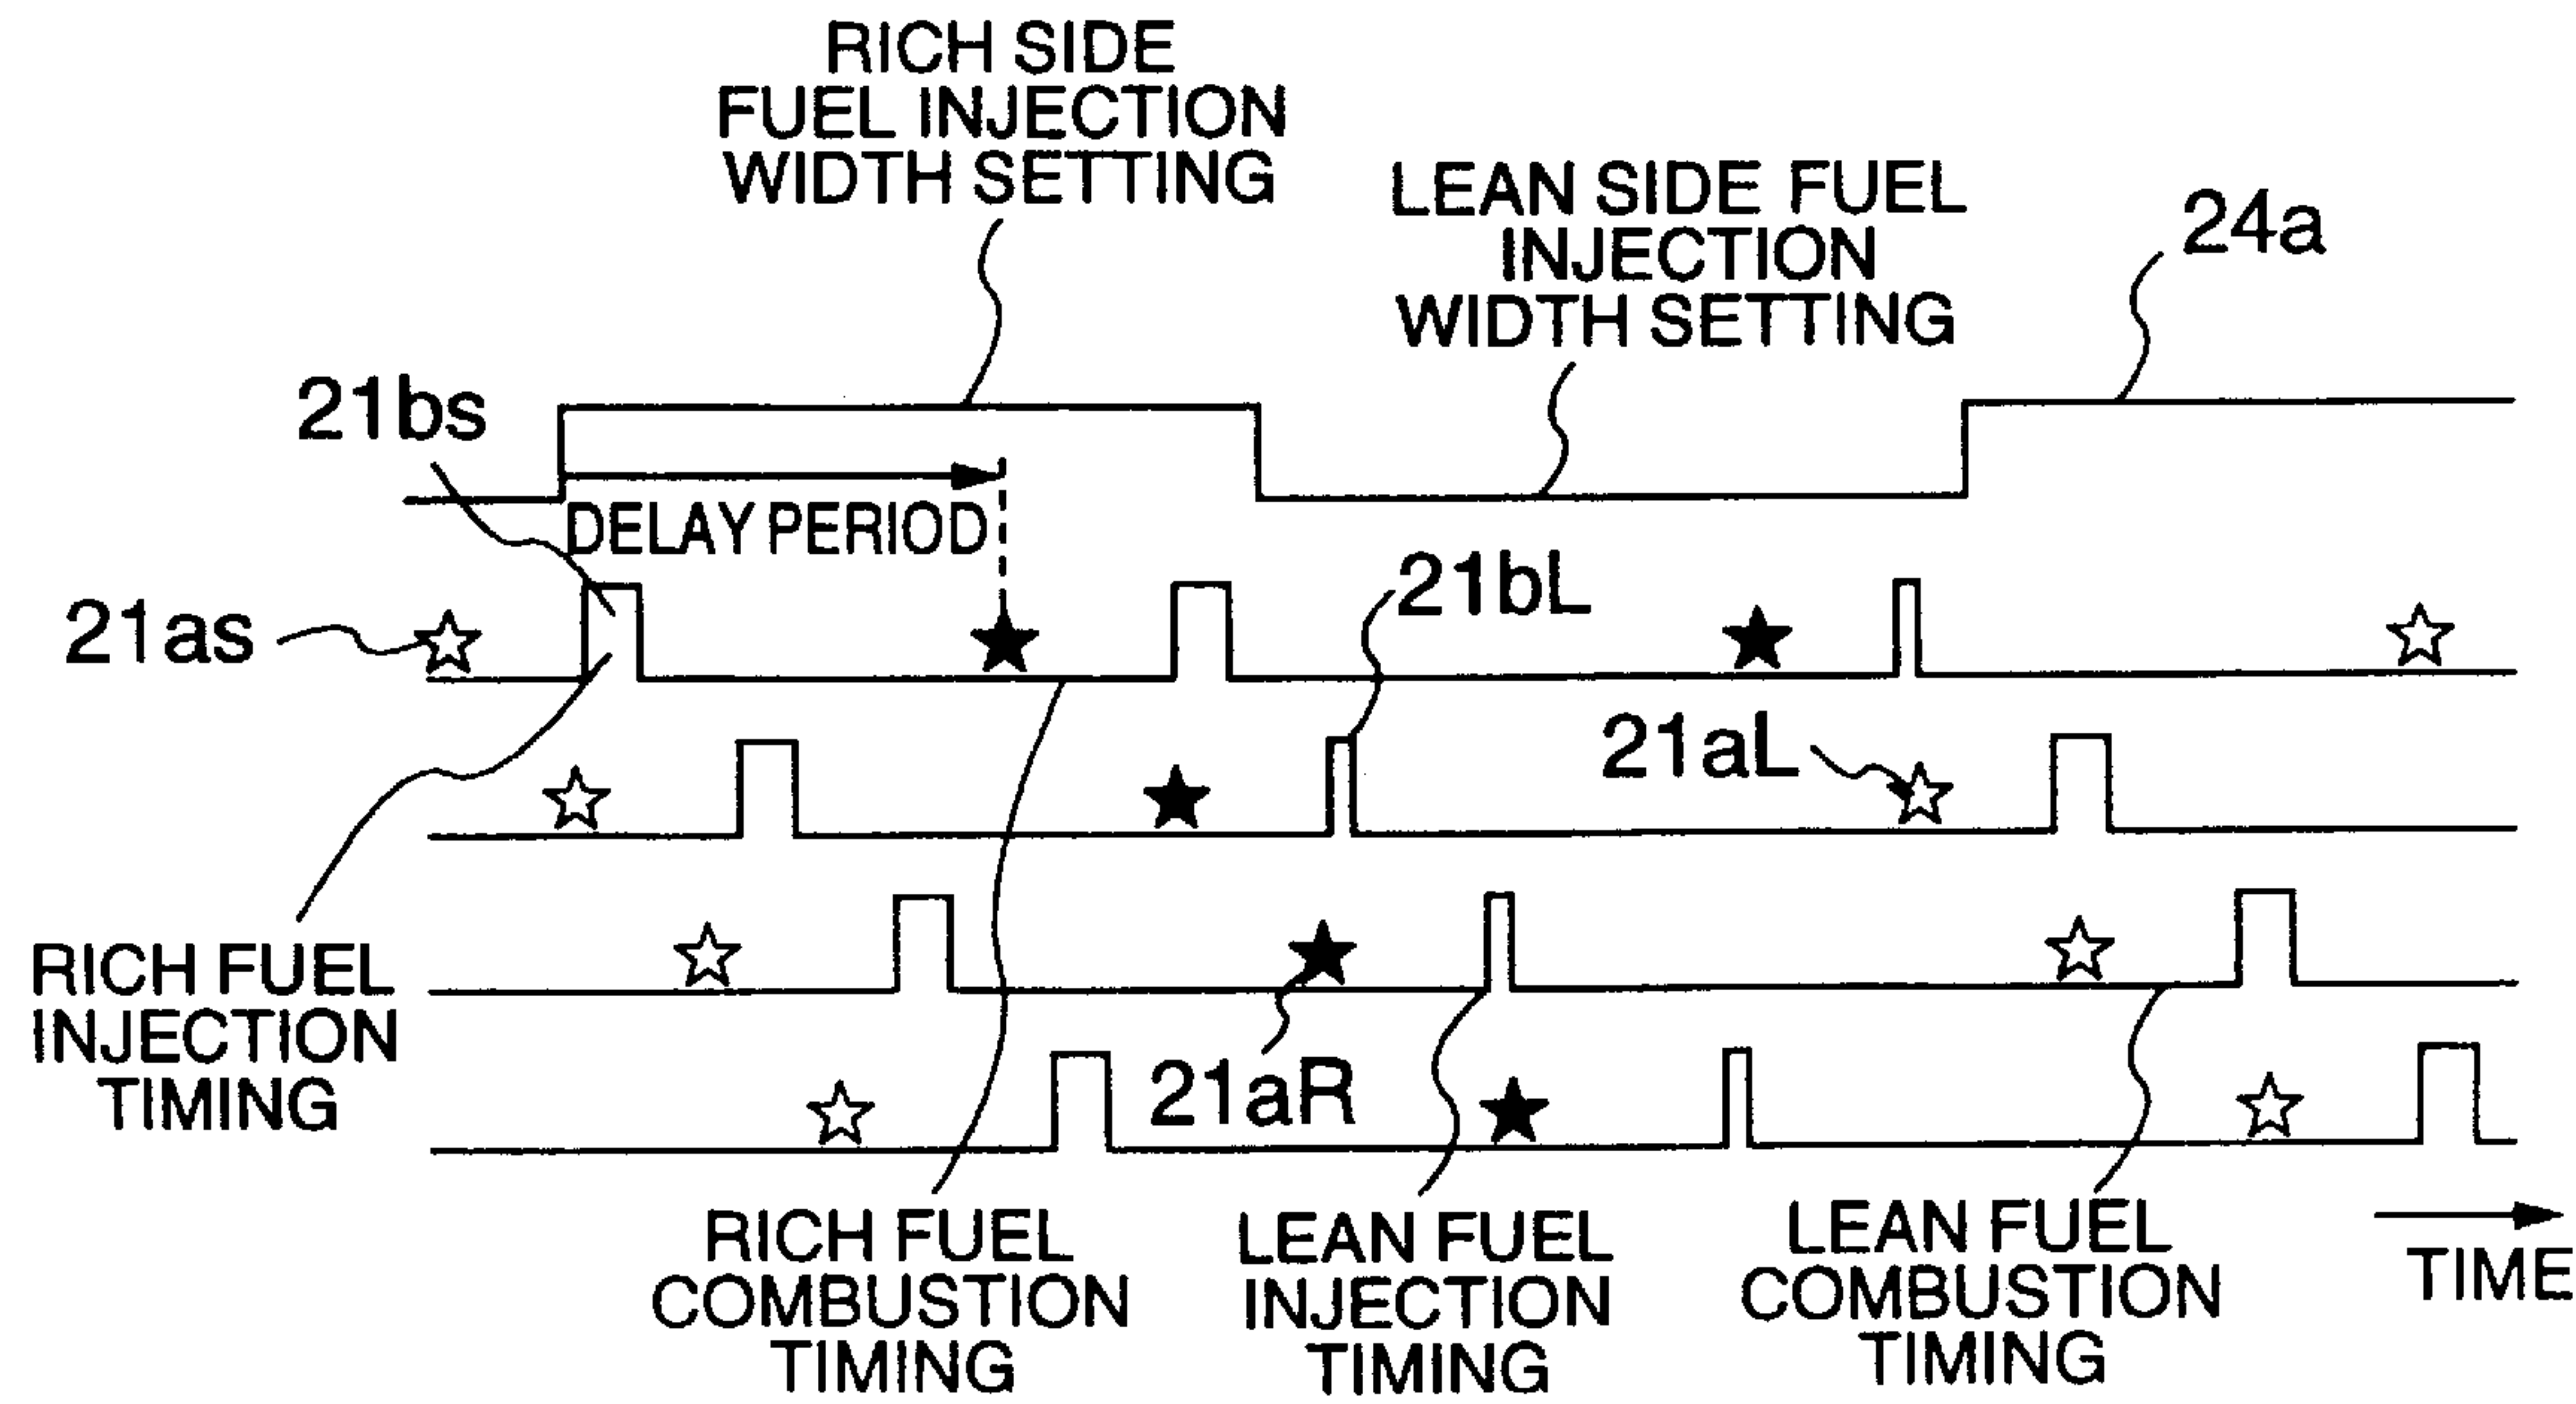 RICH SIDE
FUEL INJECTION
WIDTH SETTING
LEAN SIDE FUEL
INJECTION
WIDTH SETTING
24a
21bs
DELAY PERIOD
21bL
21as
21aL
RICH FUEL
INJECTION
TIMING
21aR
RICH FUEL
COMBUSTION
TIMING
LEAN FUEL
INJECTION
TIMING
LEAN FUEL
COMBUSTION
TIMING
TIME